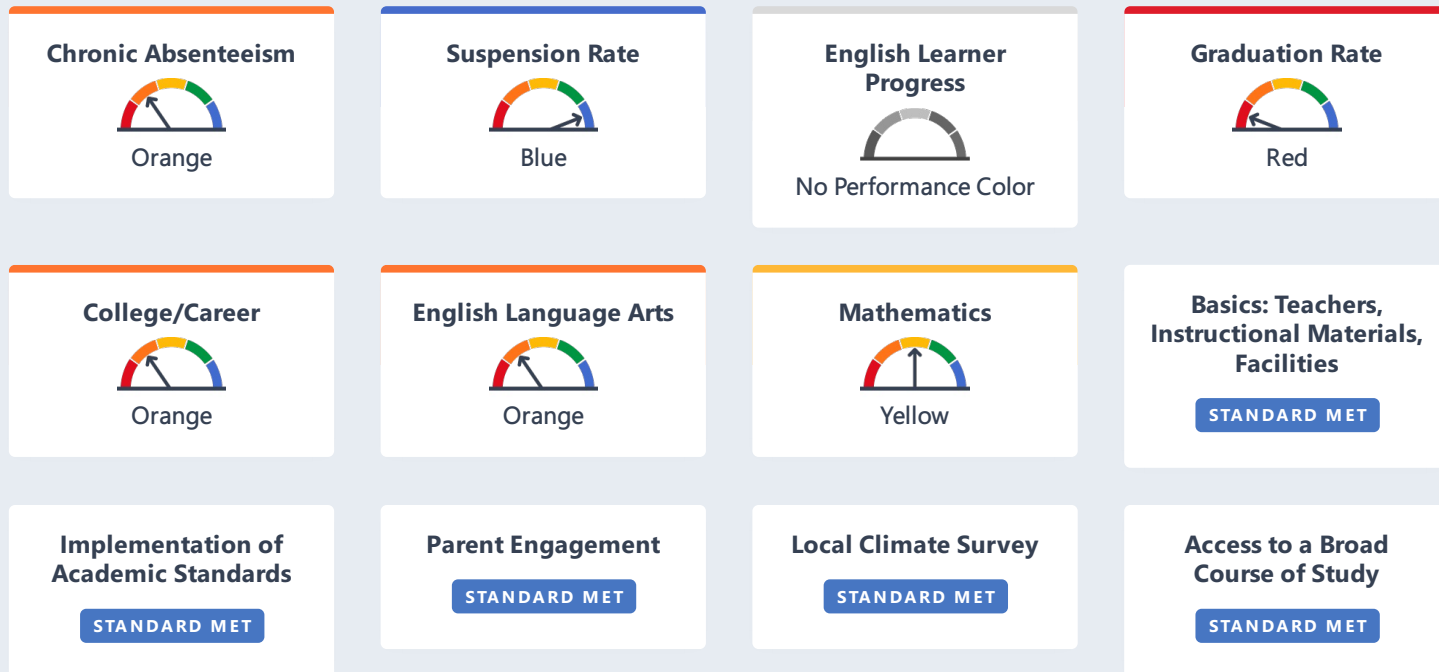 Chronic Absenteeism
Orange
Suspension Rate
Blue
English Learner
Progress
No Performance Color
Graduation Rate
Red
College/Career
Orange
English Language Arts
Orange
Mathematics
Yellow
Basics: Teachers,
Instructional Materials,
Facilities
STANDARD MET
Implementation of
Academic Standards
STANDARD MET
Parent Engagement
STANDARD MET
Local Climate Survey
STANDARD MET
Access to a Broad
Course of Study
STANDARD MET